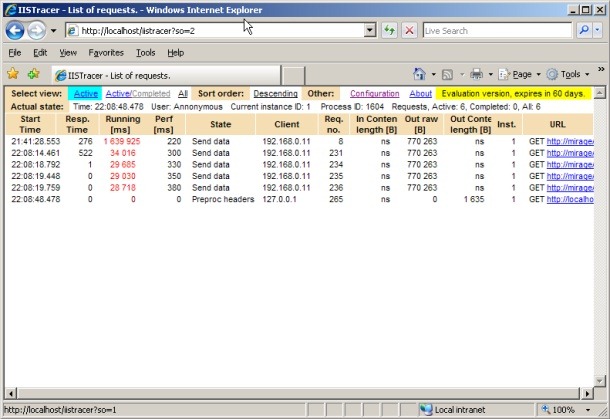 IISTracer - List of requests. - Windows Internet Explorer
http://localhost/iistracer?so=2 Live Search
File Edit View Favorites Tools Help
IISTracer - List of requests. Page Tools
Select view: Active Active/Completed All Sort order: Descending Other: Configuration About Evaluation version, expires in 60 days.
Actual state: Time: 22:08:48.478 User: Annonymous Current instance ID: 1 Process ID: 1604 Requests, Active: 6, Completed: 0, All: 6
Start Resp. Running Perf State Client Req. In Conten Out raw Out Conte Inst. URL
Time Time [ms] [ms] no. length [B] [B] length [B]
21:41:28.553 276 1 639 925 220 Send data 192.168.0.11 8 ns 770 263 ns 1 GET http://mirage/
22:08:14.461 522 34 016 300 Send data 192.168.0.11 231 ns 770 263 ns 1 GET http://mirage/
22:08:18.792 1 29 685 330 Send data 192.168.0.11 234 ns 770 263 ns 1 GET http://mirage/
22:08:19.448 0 29 030 350 Send data 192.168.0.11 235 ns 770 263 ns 1 GET http://mirage/
22:08:19.759 0 28 718 380 Send data 192.168.0.11 236 ns 770 263 ns 1 GET http://mirage/
22:08:48.478 0 0 0 Preproc headers 127.0.0.1 265 ns 0 1 635 1 GET http://localho
http://localhost/iistracer?so=1 Local intranet 100%